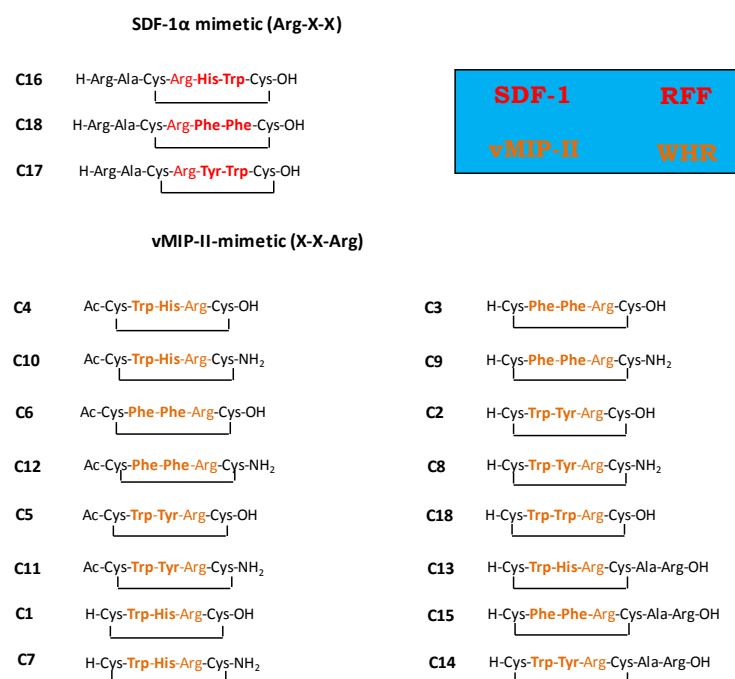 SDF-1α mimetic (Arg-X-X)
C16 H-Arg-Ala-Cys-Arg-His-Trp-Cys-OH
C18 H-Arg-Ala-Cys-Arg-Phe-Phe-Cys-OH
C17 H-Arg-Ala-Cys-Arg-Tyr-Trp-Cys-OH
SDF-1 RFF
vMIP-II WHR
vMIP-II-mimetic (X-X-Arg)
C4 Ac-Cys-Trp-His-Arg-Cys-OH
C10 Ac-Cys-Trp-His-Arg-Cys-NH₂
C6 Ac-Cys-Phe-Phe-Arg-Cys-OH
C12 Ac-Cys-Phe-Phe-Arg-Cys-NH₂
C5 Ac-Cys-Trp-Tyr-Arg-Cys-OH
C11 Ac-Cys-Trp-Tyr-Arg-Cys-NH₂
C1 H-Cys-Trp-His-Arg-Cys-OH
C7 H-Cys-Trp-His-Arg-Cys-NH₂
C3 H-Cys-Phe-Phe-Arg-Cys-OH
C9 H-Cys-Phe-Phe-Arg-Cys-NH₂
C2 H-Cys-Trp-Tyr-Arg-Cys-OH
C8 H-Cys-Trp-Tyr-Arg-Cys-NH₂
C18 H-Cys-Trp-Trp-Arg-Cys-OH
C13 H-Cys-Trp-His-Arg-Cys-Ala-Arg-OH
C15 H-Cys-Phe-Phe-Arg-Cys-Ala-Arg-OH
C14 H-Cys-Trp-Tyr-Arg-Cys-Ala-Arg-OH